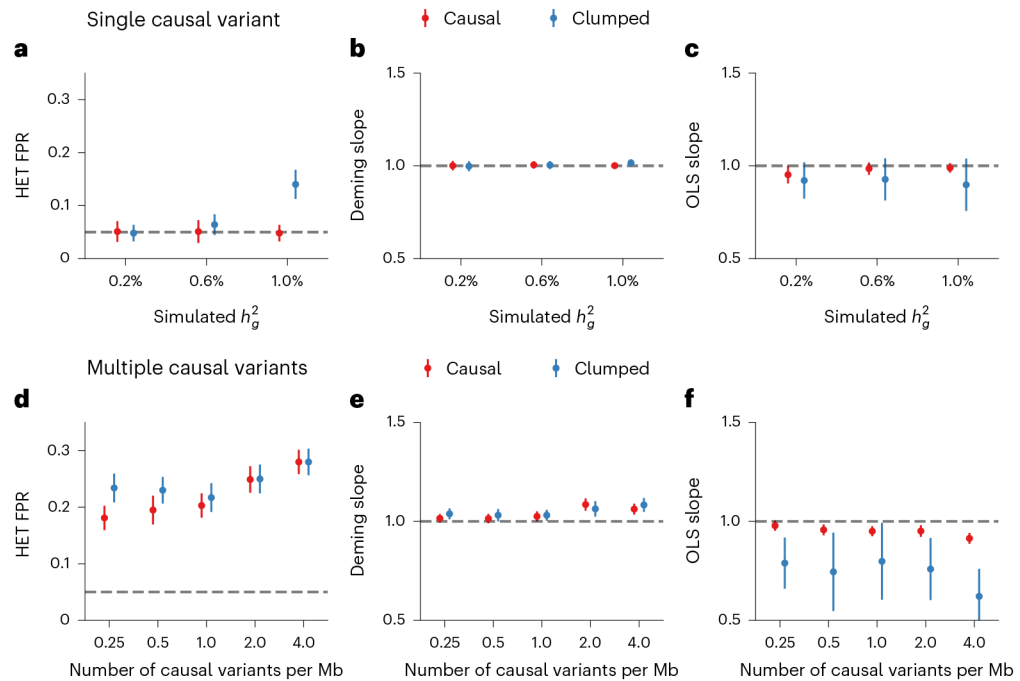 Single causal variant
Causal
Clumped
a
HET FPR
0.3
0.2
0.1
0
0.2%
0.6%
1.0%
Simulated h²g
b
Deming slope
1.5
1.0
0.5
0.2%
0.6%
1.0%
Simulated h²g
c
OLS slope
1.5
1.0
0.5
0.2%
0.6%
1.0%
Simulated h²g
Multiple causal variants
Causal
Clumped
d
HET FPR
0.3
0.2
0.1
0
0.25
0.5
1.0
2.0
4.0
Number of causal variants per Mb
e
Deming slope
1.5
1.0
0.5
0.25
0.5
1.0
2.0
4.0
Number of causal variants per Mb
f
OLS slope
1.5
1.0
0.5
0.25
0.5
1.0
2.0
4.0
Number of causal variants per Mb